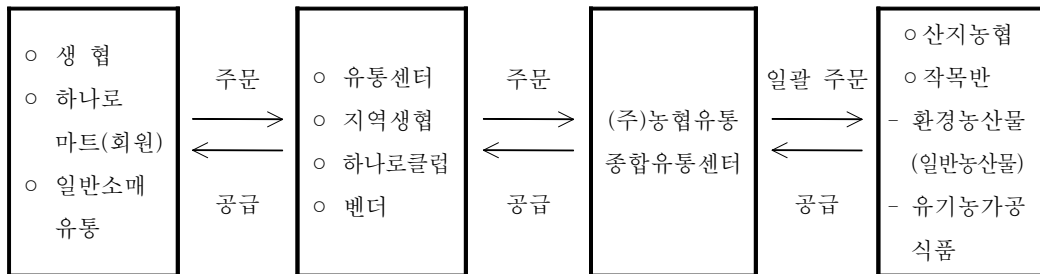 ○ 생 협
○ 하나로
마트(회원)
○ 일반소매
유통
주문
공급
○ 유통센터
○ 지역생협
○ 하나로클럽
○ 벤더
주문
공급
(주)농협유통
종합유통센터
일괄 주문
공급
○ 산지농협
○ 작목반
- 환경농산물
(일반농산물)
- 유기농가공
식품